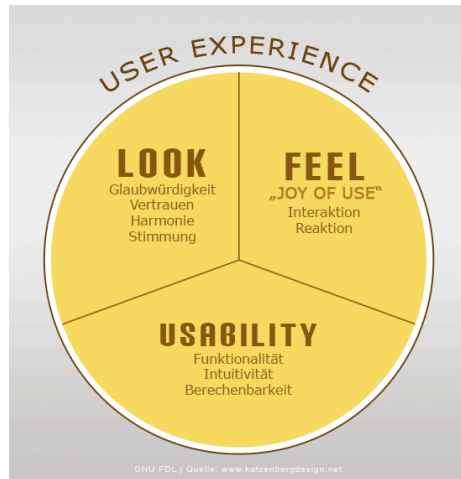 USER EXPERIENCE
LOOK
Glaubwürdigkeit
Vertrauen
Harmonie
Stimmung
FEEL
„JOY OF USE“
Interaktion
Reaktion
USABILITY
Funktionalität
Intuitivität
Berechenbarkeit
GNU FDL | Quelle: www.katzenbergdesign.net